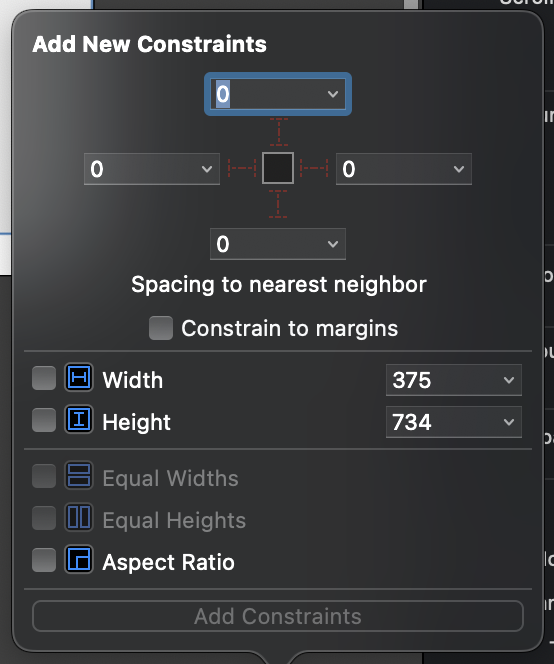 Add New Constraints
0
0
0
0
Spacing to nearest neighbor
Constrain to margins
Width
375
Height
734
Equal Widths
Equal Heights
Aspect Ratio
Add Constraints